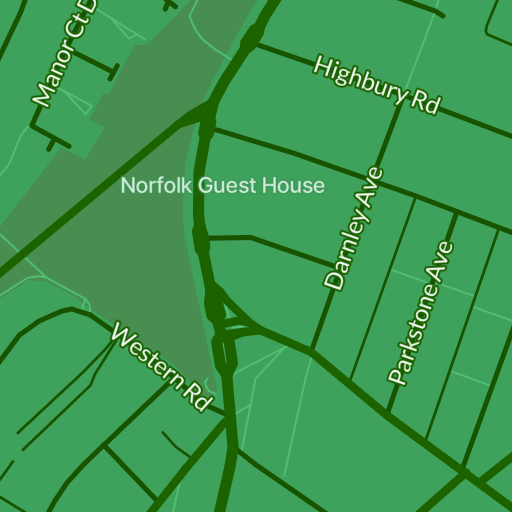 Manor Ct D
Highbury Rd
Norfolk Guest House
Darnley Ave
Parkstone Ave
Western Rd